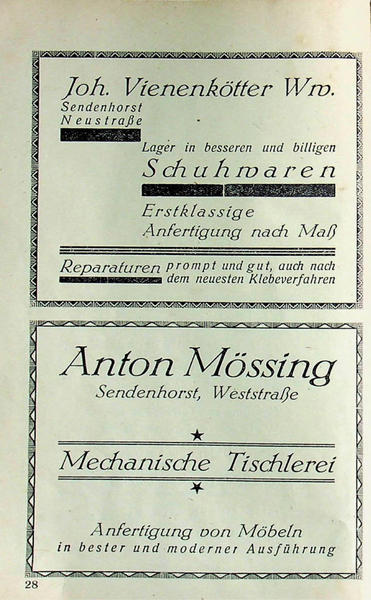 Joh. Vienenkötter Ww.
Sendenhorst
Neustraße
Lager in besseren und billigen
Schuhwaren
Erstklassige
Anfertigung nach Maß
Reparaturen prompt und gut, auch nach
dem neuesten Klebeverfahren
Anton Mössing
Sendenhorst, Weststraße
Mechanische Tischlerei
Anfertigung von Möbeln
in bester und moderner Ausführung
28